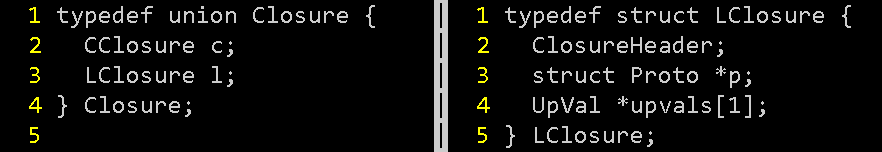 1 typedef union Closure {
2   CClosure c;
3   LClosure l;
4 } Closure;
5
1 typedef struct LClosure {
2   ClosureHeader;
3   struct Proto *p;
4   UpVal *upvals[1];
5 } LClosure;